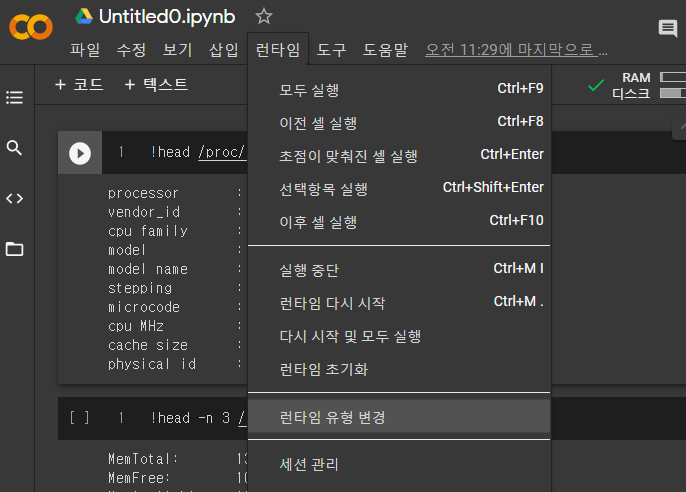 Untitled0.ipynb
파일 수정 보기 삽입 런타임 도구 도움말 오전 11:29에 마지막으로 ...
+ 코드 + 텍스트
RAM
디스크
모두 실행 Ctrl+F9
이전 셀 실행 Ctrl+F8
초점이 맞춰진 셀 실행 Ctrl+Enter
선택항목 실행 Ctrl+Shift+Enter
이후 셀 실행 Ctrl+F10
실행 중단 Ctrl+M I
런타임 다시 시작 Ctrl+M .
다시 시작 및 모두 실행
런타임 초기화
런타임 유형 변경
세션 관리
1 !head /proc/
processor :
vendor_id :
cpu family :
model :
model name :
stepping :
microcode :
cpu MHz :
cache size :
physical id :
[ ] 1 !head -n 3 /
MemTotal: 13
MemFree: 10